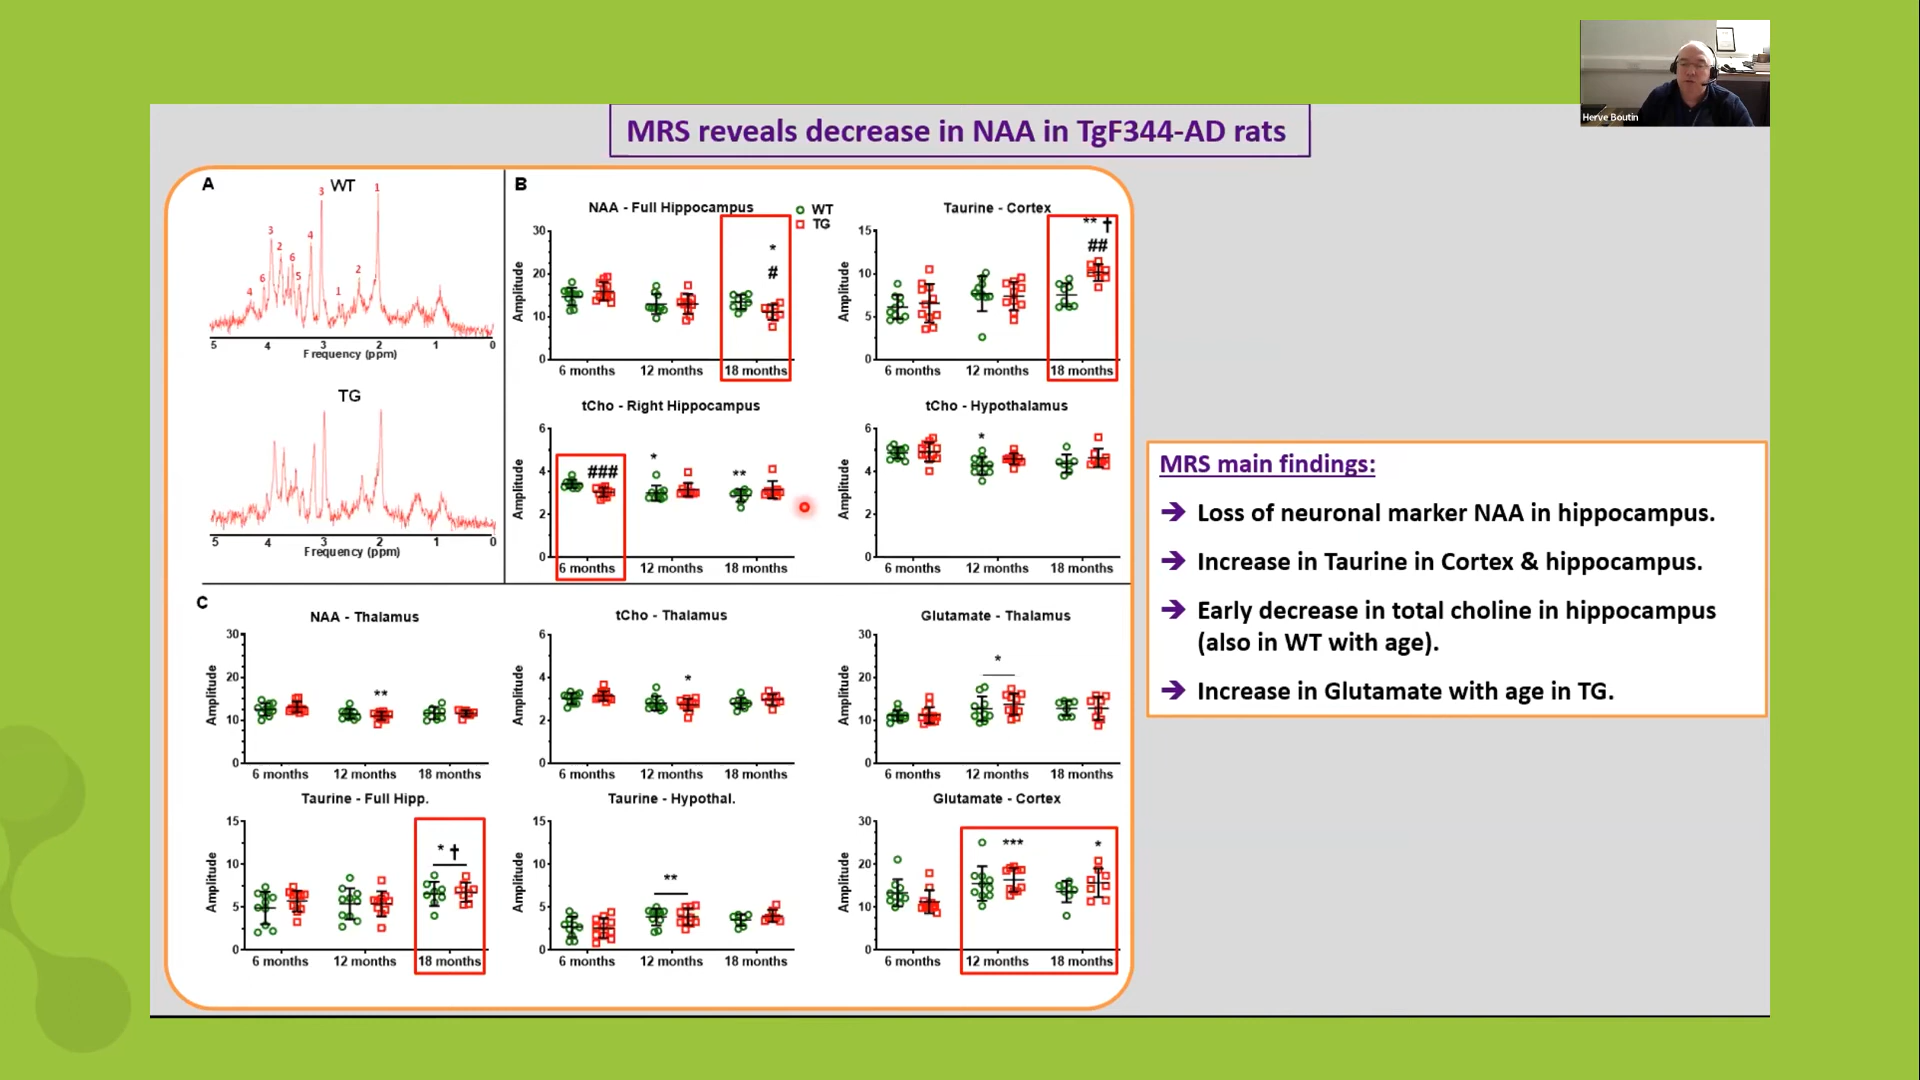 Herve Boutin
MRS reveals decrease in NAA in TgF344-AD rats
A
WT
3
1
3
4
2
6
4
6
5
1
2
5 4 3 2 1 0
Frequency (ppm)
TG
5 4 3 2 1 0
Frequency (ppm)
B
NAA - Full Hippocampus
WT
TG
30
20
10
0
Amplitude
*
#
6 months 12 months 18 months
Taurine - Cortex
15
10
5
0
Amplitude
** †
##
6 months 12 months 18 months
tCho - Right Hippocampus
6
4
2
0
Amplitude
###
*
**
6 months 12 months 18 months
tCho - Hypothalamus
6
4
2
0
Amplitude
*
6 months 12 months 18 months
C
NAA - Thalamus
30
20
10
0
Amplitude
**
6 months 12 months 18 months
tCho - Thalamus
6
4
2
0
Amplitude
*
6 months 12 months 18 months
Glutamate - Thalamus
30
20
10
0
Amplitude
*
6 months 12 months 18 months
Taurine - Full Hipp.
15
10
5
0
Amplitude
* †
6 months 12 months 18 months
Taurine - Hypothal.
15
10
5
0
Amplitude
**
6 months 12 months 18 months
Glutamate - Cortex
30
20
10
0
Amplitude
***
*
6 months 12 months 18 months
MRS main findings:
➔ Loss of neuronal marker NAA in hippocampus.
➔ Increase in Taurine in Cortex & hippocampus.
➔ Early decrease in total choline in hippocampus
(also in WT with age).
➔ Increase in Glutamate with age in TG.